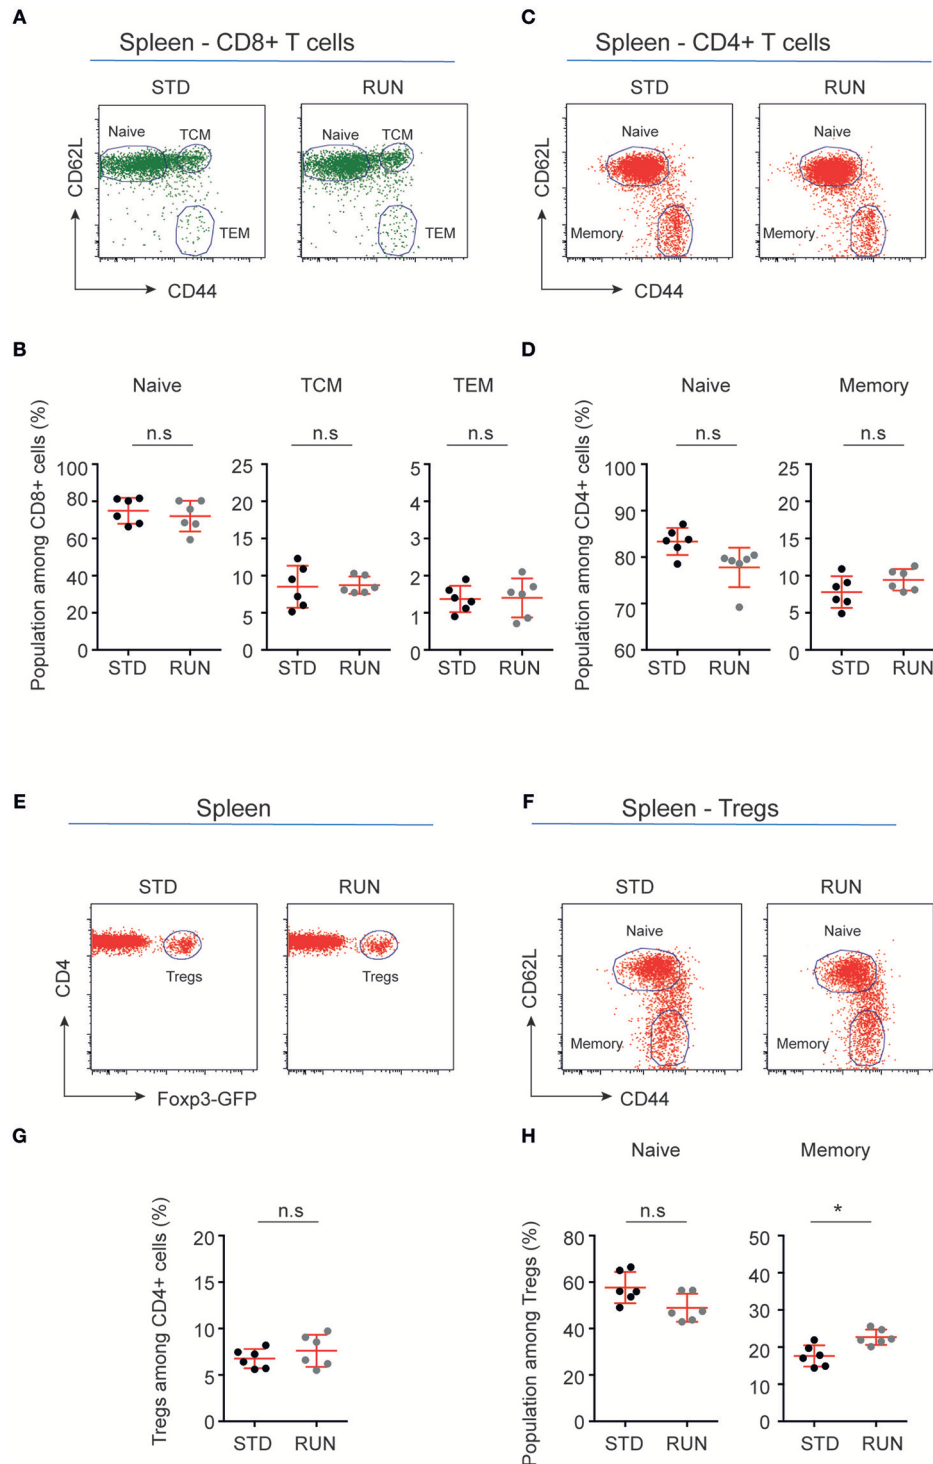 A
Spleen - CD8+ T cells
STD
RUN
CD62L
Naive
TCM
TEM
Naive
TCM
TEM
CD44
C
Spleen - CD4+ T cells
STD
RUN
CD62L
Naive
Memory
Naive
Memory
CD44
B
Population among CD8+ cells (%)
Naive
n.s
100
80
60
40
20
0
STD RUN
TCM
n.s
25
20
15
10
5
0
STD RUN
TEM
n.s
5
4
3
2
1
0
STD RUN
D
Population among CD4+ cells (%)
Naive
n.s
100
90
80
70
60
STD RUN
Memory
n.s
25
20
15
10
5
0
STD RUN
E
Spleen
STD
RUN
CD4
Tregs
Tregs
Foxp3-GFP
F
Spleen - Tregs
STD
RUN
CD62L
Naive
Memory
Naive
Memory
CD44
G
Tregs among CD4+ cells (%)
n.s
20
15
10
5
0
STD RUN
H
Population among Tregs (%)
Naive
n.s
80
60
40
20
0
STD RUN
Memory
*
50
40
30
20
10
0
STD RUN